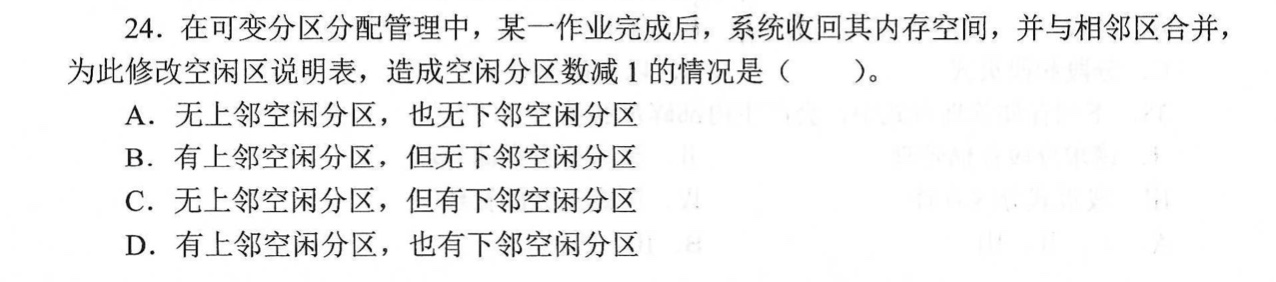 24．在可变分区分配管理中，某一作业完成后，系统收回其内存空间，并与相邻区合并，
为此修改空闲区说明表，造成空闲分区数减 1 的情况是（　　）。
A．无上邻空闲分区，也无下邻空闲分区
B．有上邻空闲分区，但无下邻空闲分区
C．无上邻空闲分区，但有下邻空闲分区
D．有上邻空闲分区，也有下邻空闲分区